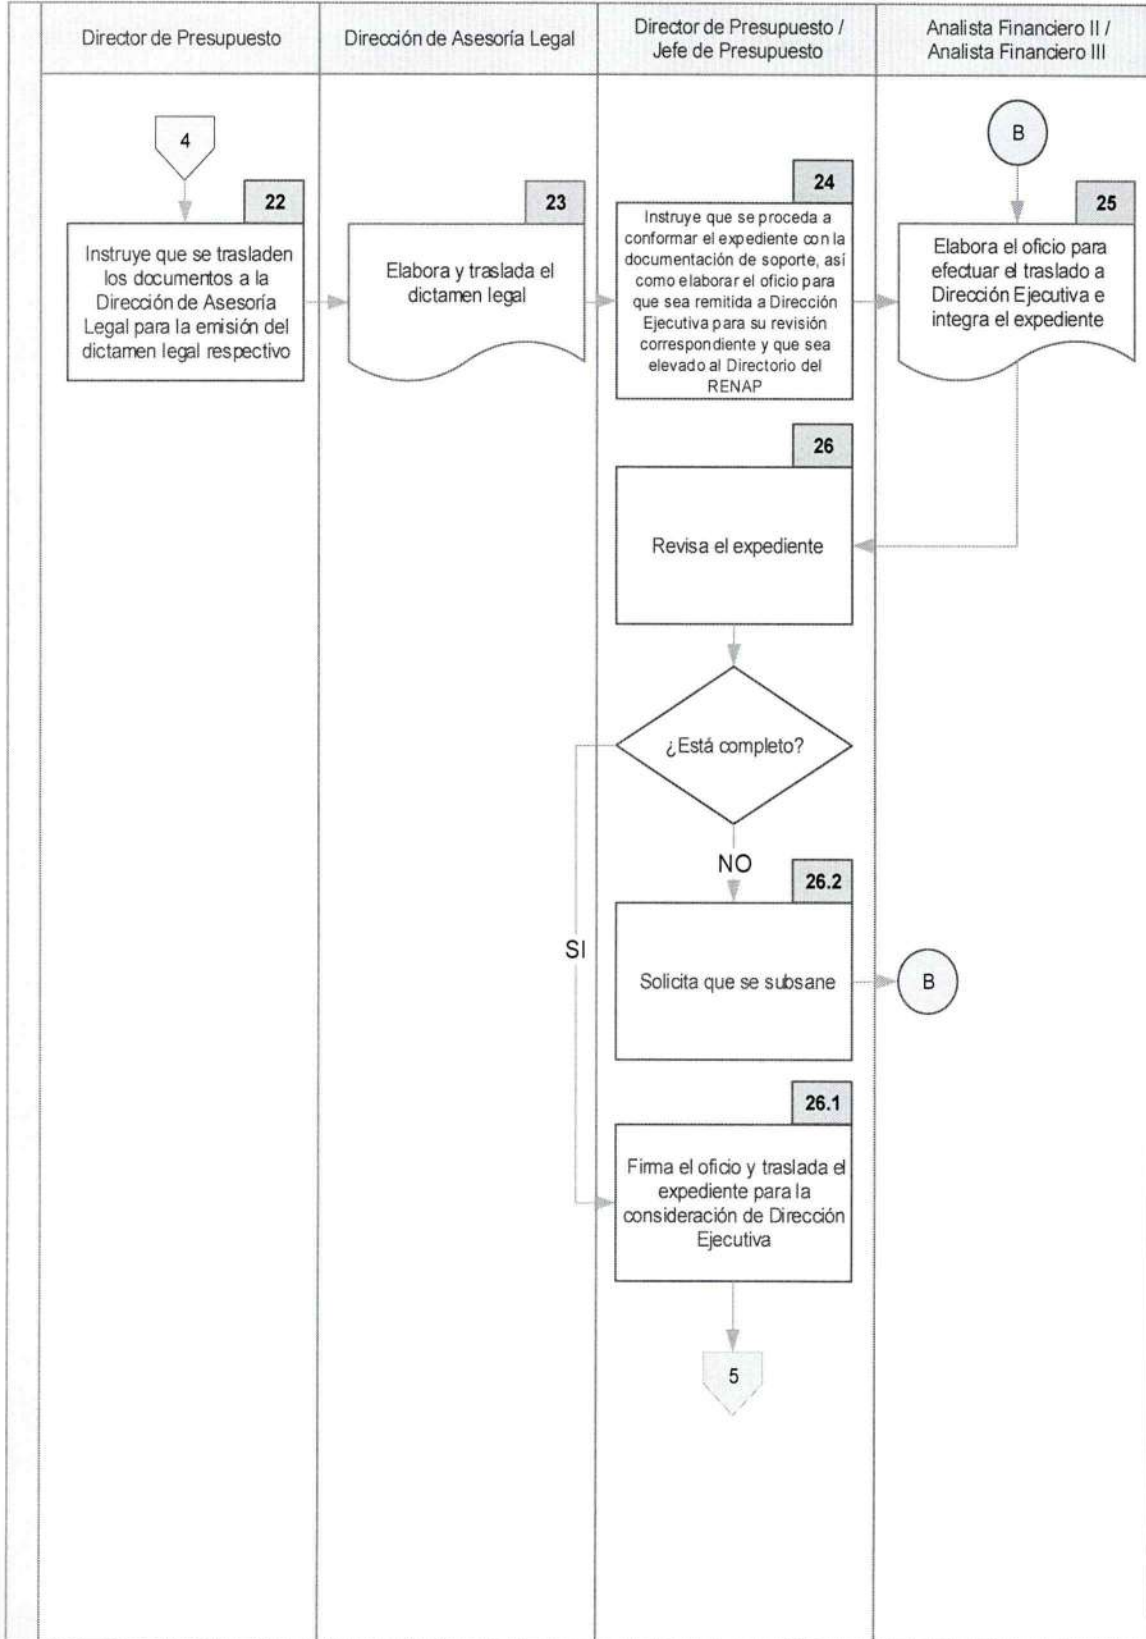 Director de Presupuesto
Dirección de Asesoría Legal
Director de Presupuesto /
Jefe de Presupuesto
Analista Financiero II /
Analista Financiero III
4
22
Instruye que se trasladen
los documentos a la
Dirección de Asesoría
Legal para la emisión del
dictamen legal respectivo
23
Elabora y traslada el
dictamen legal
24
Instruye que se proceda a
conformar el expediente con la
documentación de soporte, así
como elaborar el oficio para
que sea remitida a Dirección
Ejecutiva para su revisión
correspondiente y que sea
elevado al Directorio del
RENAP
B
25
Elabora el oficio para
efectuar el traslado a
Dirección Ejecutiva e
integra el expediente
26
Revisa el expediente
¿Está completo?
NO
SI
26.2
Solicita que se subsane
B
26.1
Firma el oficio y traslada el
expediente para la
consideración de Dirección
Ejecutiva
5